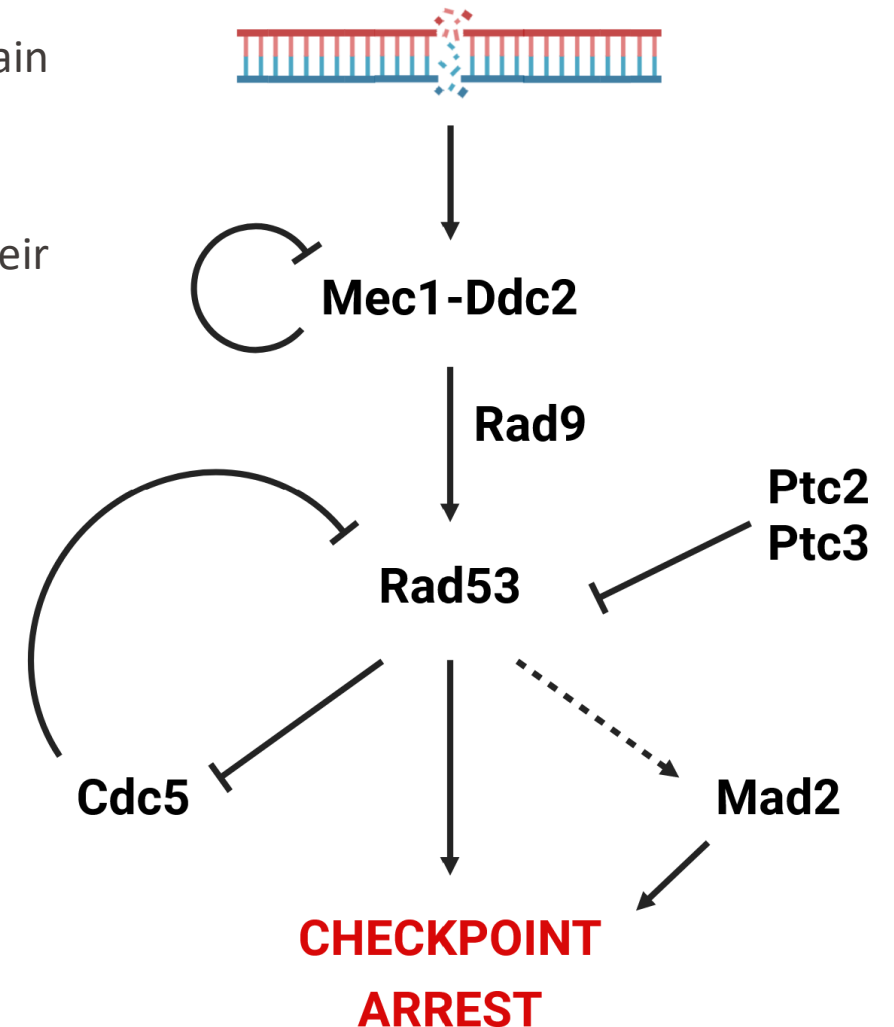 ain
eir
Mec1-Ddc2
Rad9
Ptc2
Ptc3
Rad53
Cdc5
Mad2
CHECKPOINT
ARREST